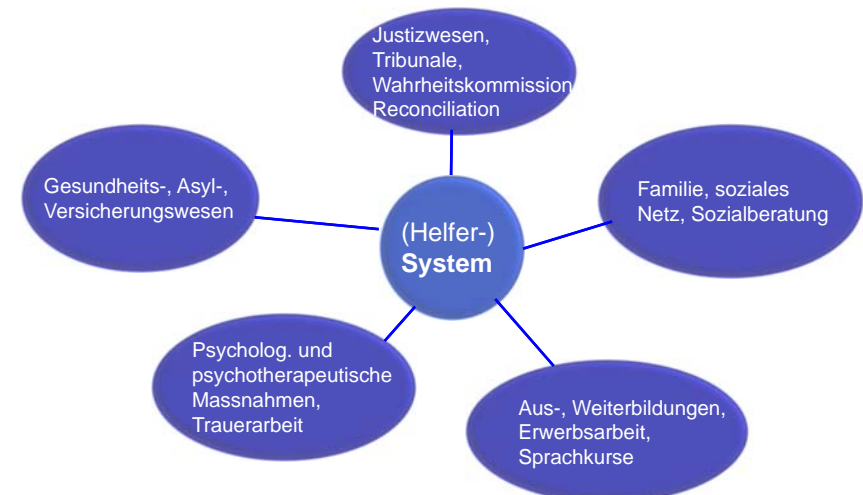 Justizwesen,
Tribunale,
Wahrheitskommission
Reconciliation
Gesundheits-, Asyl-,
Versicherungswesen
Familie, soziales
Netz, Sozialberatung
(Helfer-)
System
Psycholog. und
psychotherapeutische
Massnahmen,
Trauerarbeit
Aus-, Weiterbildungen,
Erwerbsarbeit,
Sprachkurse